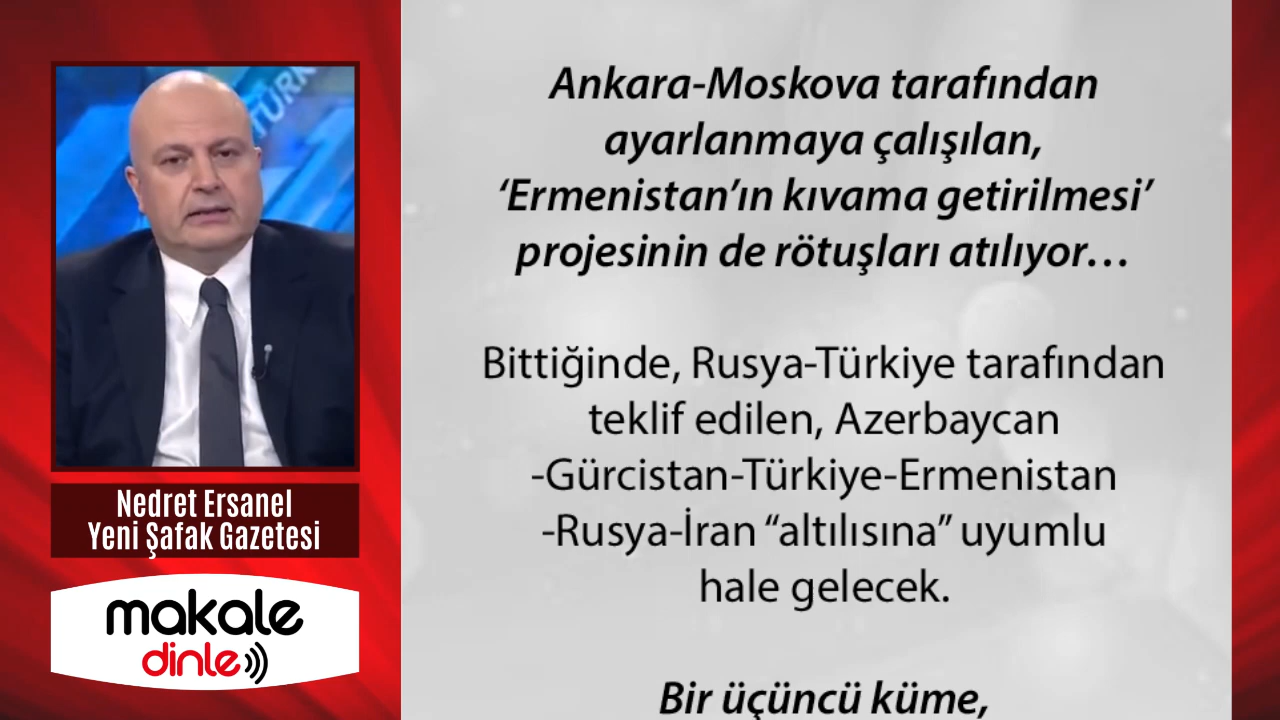 TÜRK
Nedret Ersanel
Yeni Şafak Gazetesi
makale
dinle
Ankara-Moskova tarafından
ayarlanmaya çalışılan,
‘Ermenistan’ın kıvama getirilmesi’
projesinin de rötuşları atılıyor…
Bittiğinde, Rusya-Türkiye tarafından
teklif edilen, Azerbaycan
-Gürcistan-Türkiye-Ermenistan
-Rusya-İran “altılısına” uyumlu
hale gelecek.
Bir üçüncü küme,